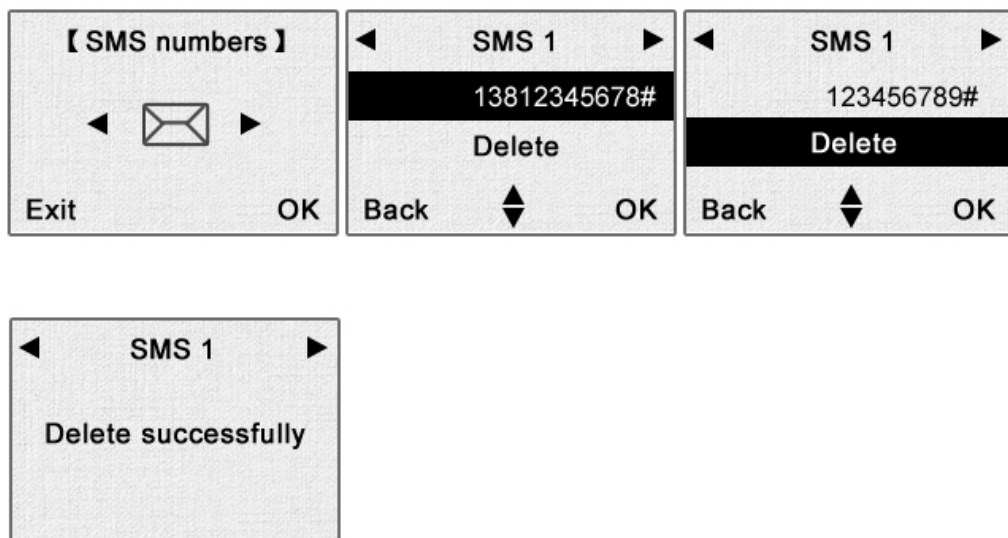 【SMS numbers】
Exit OK
SMS 1
13812345678#
Delete
Back OK
SMS 1
123456789#
Delete
Back OK
SMS 1
Delete successfully